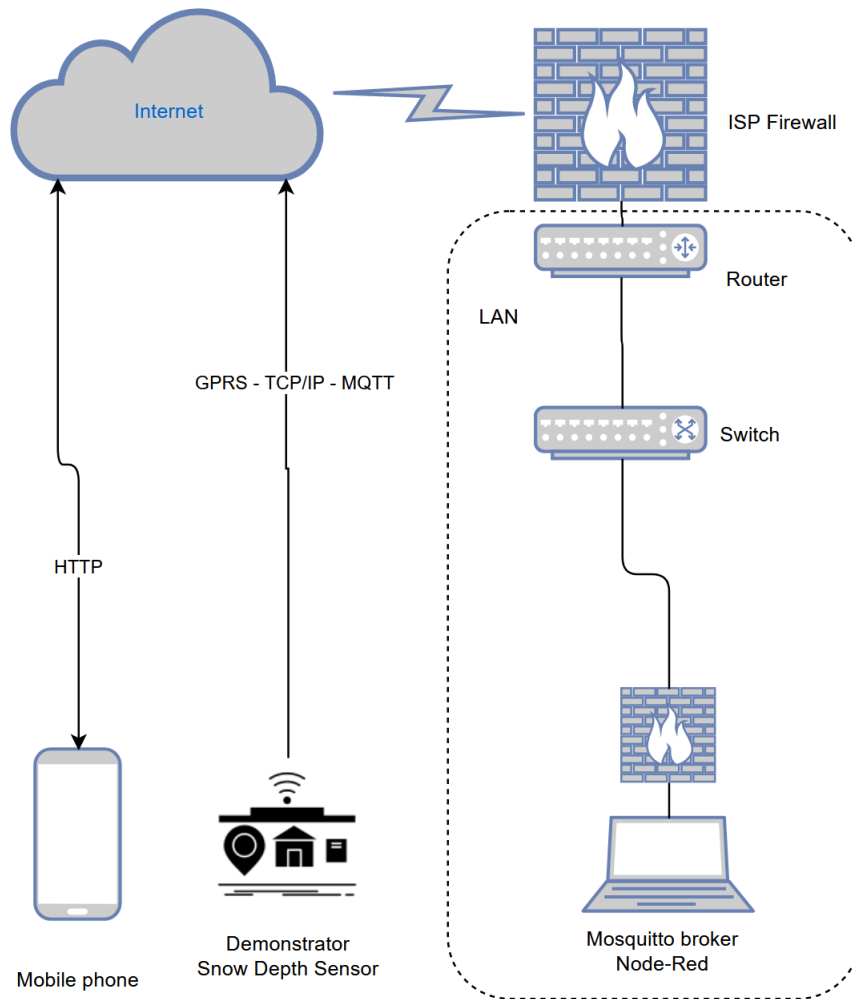 Internet
ISP Firewall
Router
LAN
GPRS - TCP/IP - MQTT
Switch
HTTP
Demonstrator
Snow Depth Sensor
Mosquitto broker
Node-Red
Mobile phone